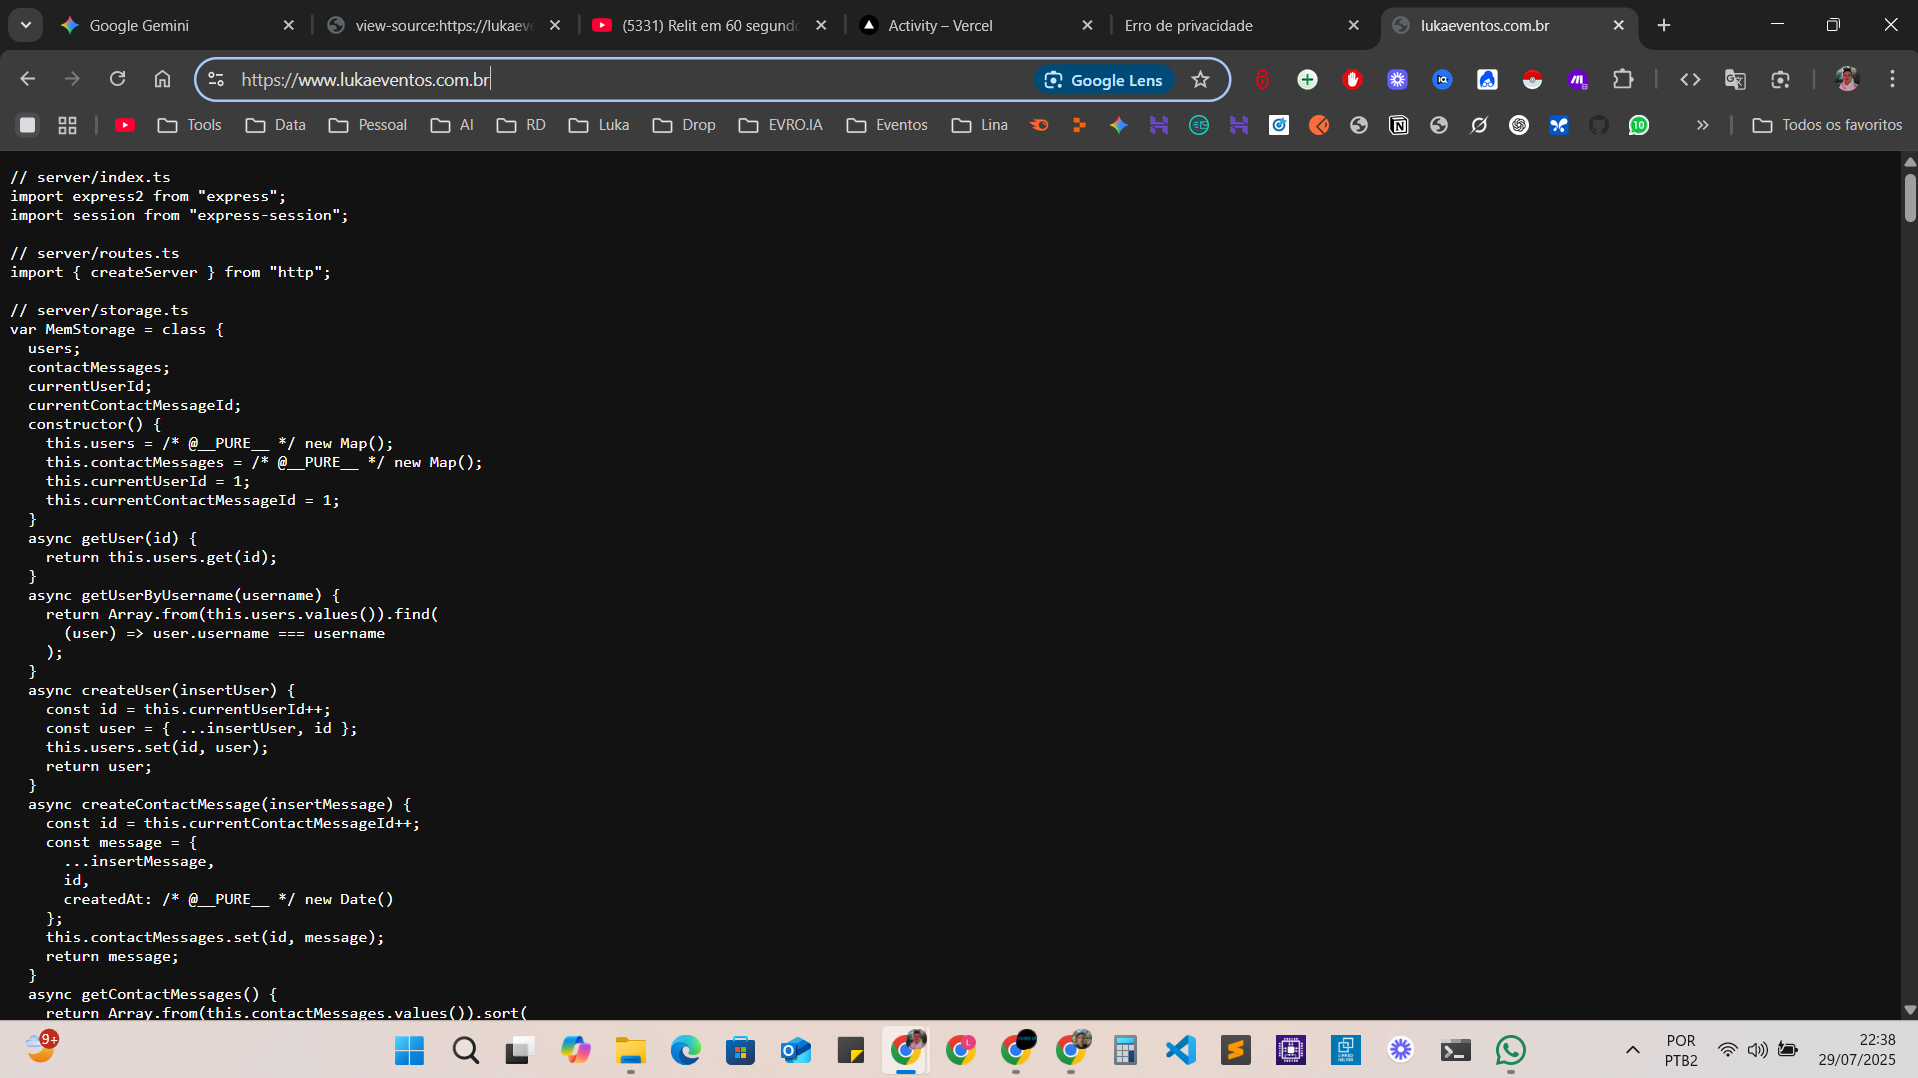 Google Gemini
view-source:https://lukaeve
(5331) Relit em 60 segundo
Activity – Vercel
Erro de privacidade
lukaeventos.com.br
https://www.lukaeventos.com.br
Google Lens
Tools
Data
Pessoal
AI
RD
Luka
Drop
EVRO.IA
Eventos
Lina
10
»
Todos os favoritos
// server/index.ts
import express2 from "express";
import session from "express-session";
// server/routes.ts
import { createServer } from "http";
// server/storage.ts
var MemStorage = class {
users;
contactMessages;
currentUserId;
currentContactMessageId;
constructor() {
this.users = /* @__PURE__ */ new Map();
this.contactMessages = /* @__PURE__ */ new Map();
this.currentUserId = 1;
this.currentContactMessageId = 1;
}
async getUser(id) {
return this.users.get(id);
}
async getUserByUsername(username) {
return Array.from(this.users.values()).find(
(user) => user.username === username
);
}
async createUser(insertUser) {
const id = this.currentUserId++;
const user = { ...insertUser, id };
this.users.set(id, user);
return user;
}
async createContactMessage(insertMessage) {
const id = this.currentContactMessageId++;
const message = {
...insertMessage,
id,
createdAt: /* @__PURE__ */ new Date()
};
this.contactMessages.set(id, message);
return message;
}
async getContactMessages() {
return Array.from(this.contactMessages.values()).sort(
9+
POR
PTB2
22:38
29/07/2025